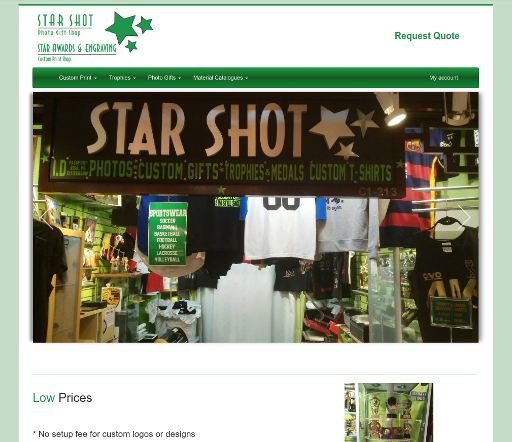 STAR SHOT
Photo Gift Shop
STAR AWARDS & ENGRAVING
Custom Print Shop
Request Quote
Custom Print
Trophies
Photo Gifts
Material Catalogues
My account
STAR SHOT
I.D PHOTOS CUSTOM GIFTS TROPHIES MEDALS CUSTOM T-SHIRTS
C1-213
SPORTSWEAR
SOCCER
BASEBALL
BASKETBALL
FOOTBALL
HOCKEY
LACROSSE
VOLLEYBALL
Low Prices
* No setup fee for custom logos or designs